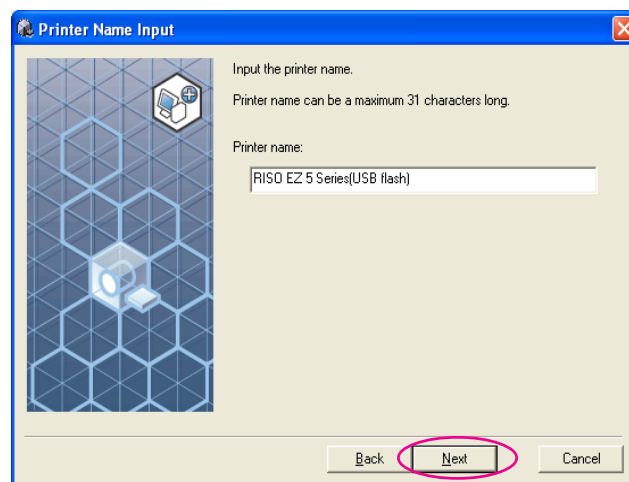 Printer Name Input
Input the printer name.
Printer name can be a maximum 31 characters long.
Printer name:
RISO EZ 5 Series(USB flash)
Back
Next
Cancel